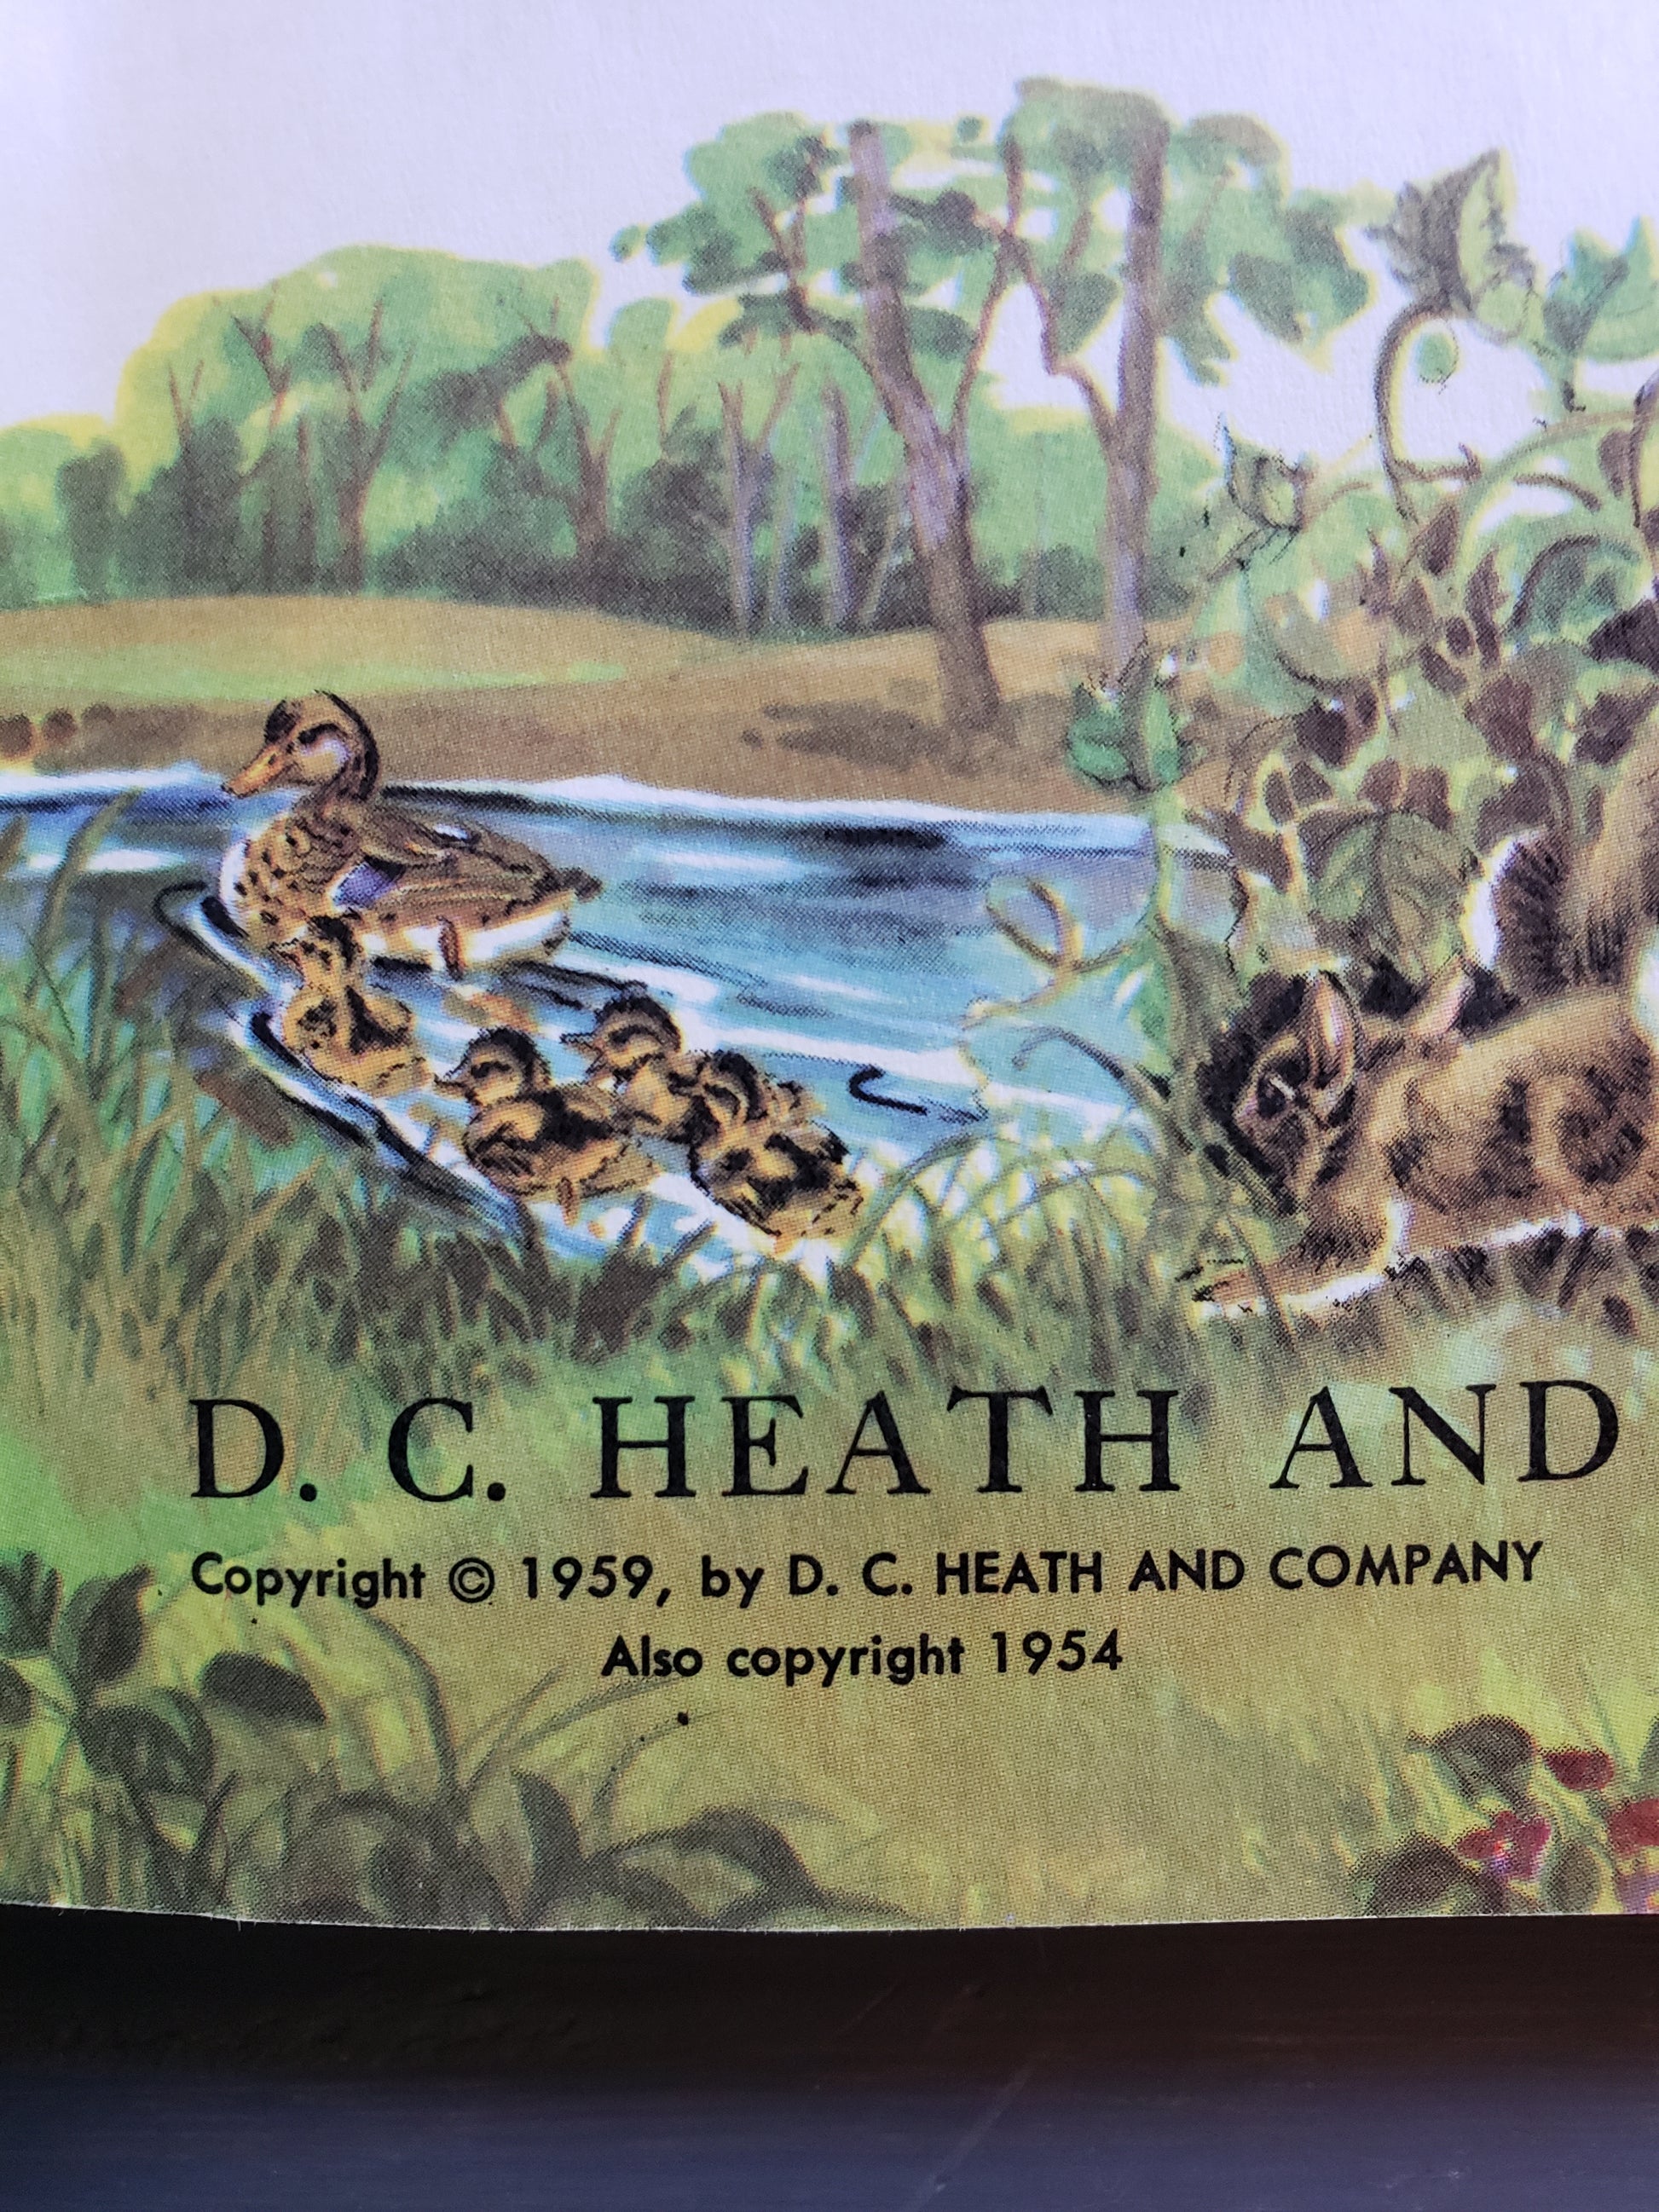 D. C. HEATH AND
Copyright © 1959, by D. C. HEATH AND COMPANY
Also copyright 1954